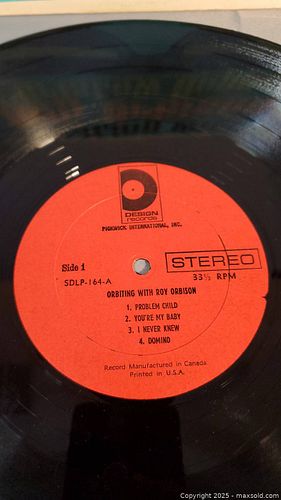 DESIGN
records
PICKWICK INTERNATIONAL, INC.
Side 1
STEREO
SDLP-164-A
33⅓ RPM
ORBITING WITH ROY ORBISON
1. PROBLEM CHILD
2. YOU'RE MY BABY
3. I NEVER KNEW
4. DOMINO
Record Manufactured in Canada
Printed in U.S.A.
Copyright © 2025 - maxsold.com